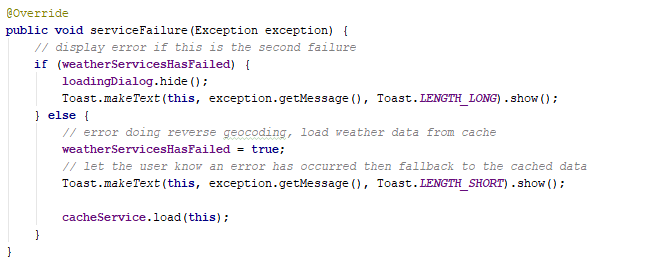 @Override
public void serviceFailure(Exception exception) {
    // display error if this is the second failure
    if (weatherServicesHasFailed) {
        loadingDialog.hide();
        Toast.makeText(this, exception.getMessage(), Toast.LENGTH_LONG).show();
    } else {
        // error doing reverse geocoding, load weather data from cache
        weatherServicesHasFailed = true;
        // let the user know an error has occurred then fallback to the cached data
        Toast.makeText(this, exception.getMessage(), Toast.LENGTH_SHORT).show();

        cacheService.load(this);
    }
}